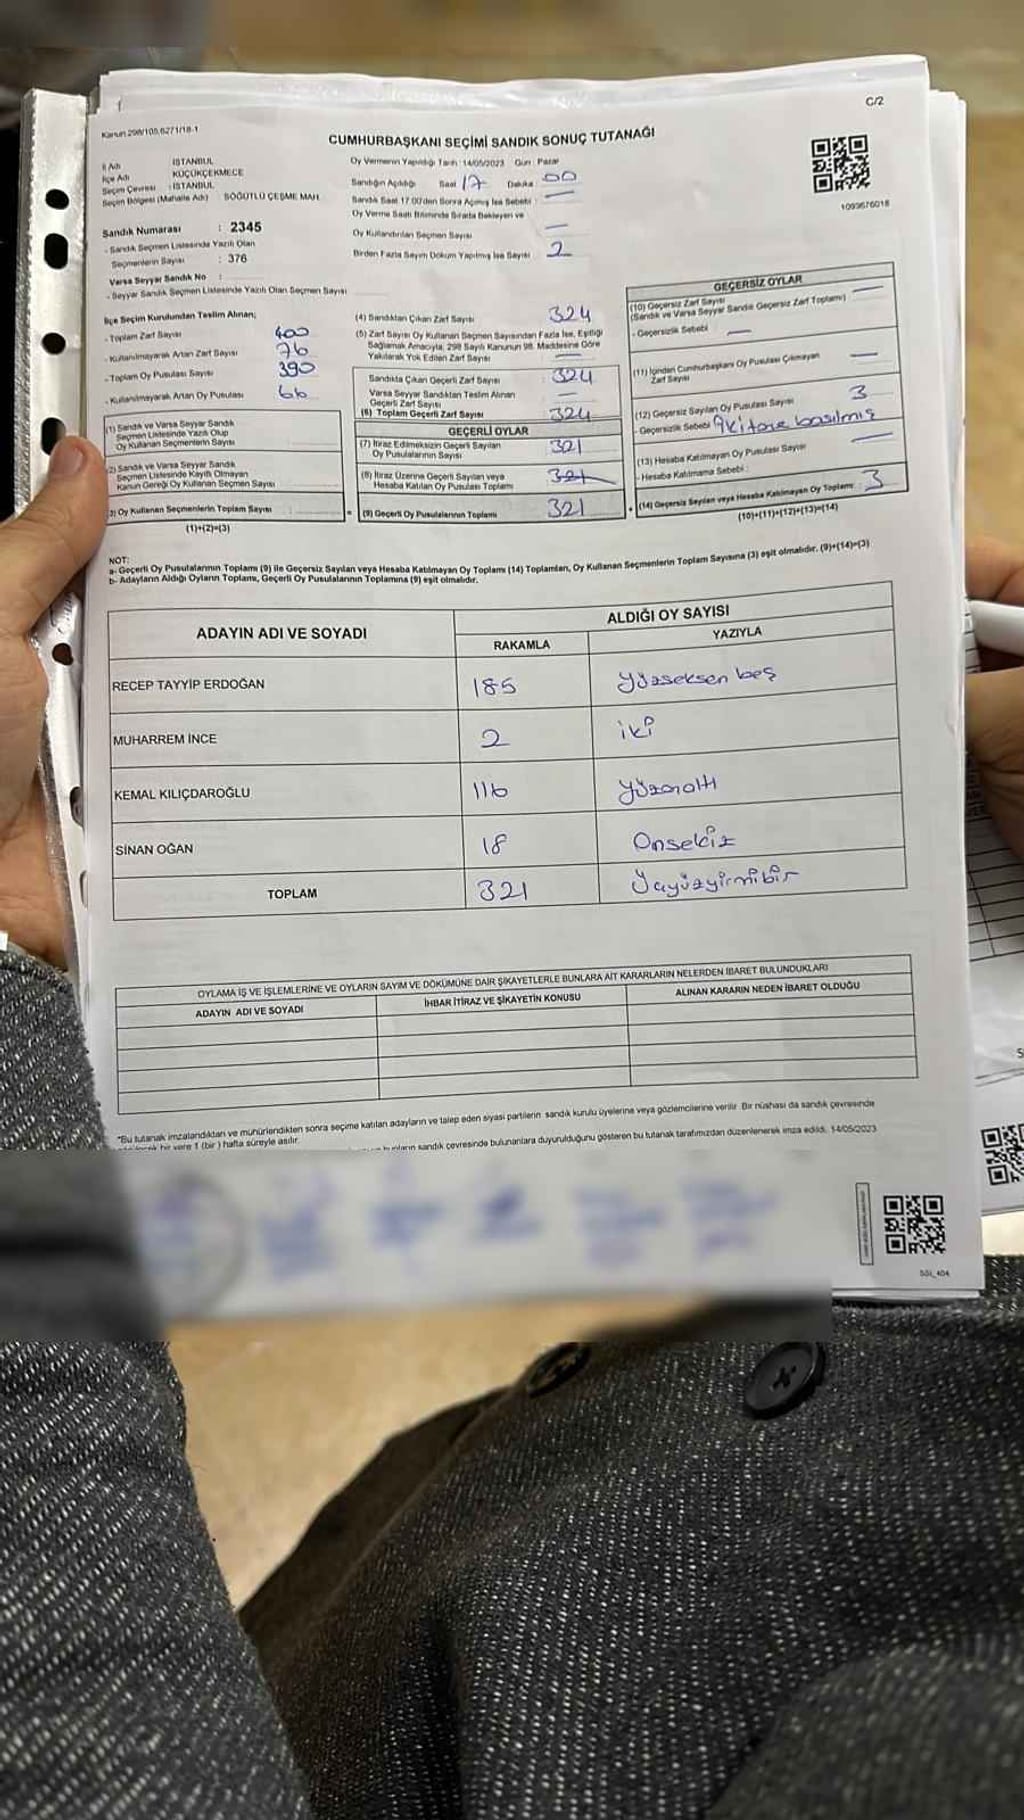 C/2
Kanun 298/105,6271/18-1
CUMHURBAŞKANI SEÇİMİ SANDIK SONUÇ TUTANAĞI
İl Adı İSTANBUL
İlçe Adı KÜÇÜKÇEKMECE
Seçim Çevresi : İSTANBUL
Seçim Bölgesi (Mahalle Adı) : SÖĞÜTLÜ ÇEŞME MAH.
Oy Vermenin Yapıldığı Tarih : 14/05/2023 Gün : Pazar
Sandığın Açıldığı Saat 17 Dakika 00
Sandık Saat 17.00'den Sonra Açılmış İse Sebebi : —
Oy Verme Saati Bitiminde Sırada Bekleyen ve
Oy Kullandırılan Seçmen Sayısı —
Birden Fazla Sayım Döküm Yapılmış İse Sayısı 2
1093676018
Sandık Numarası : 2345
- Sandık Seçmen Listesinde Yazılı Olan
Seçmenlerin Sayısı : 376
Varsa Seyyar Sandık No :
- Seyyar Sandık Seçmen Listesinde Yazılı Olan Seçmen Sayısı
İlçe Seçim Kurulundan Teslim Alınan;
- Toplam Zarf Sayısı 400
- Kullanılmayarak Artan Zarf Sayısı 76
- Toplam Oy Pusulası Sayısı 390
- Kullanılmayarak Artan Oy Pusulası 66
(1) Sandık ve Varsa Seyyar Sandık
Seçmen Listesinde Yazılı Olup
Oy Kullanan Seçmenlerin Sayısı
(2) Sandık ve Varsa Seyyar Sandık
Seçmen Listesinde Kayıtlı Olmayan
Kanun Gereği Oy Kullanan Seçmen Sayısı
3) Oy Kullanan Seçmenlerin Toplam Sayısı
(1)+(2)=(3)
(4) Sandıktan Çıkan Zarf Sayısı 324
(5) Zarf Sayısı Oy Kullanan Seçmen Sayısından Fazla İse, Eşitliği
Sağlamak Amacıyla, 298 Sayılı Kanunun 98. Maddesine Göre
Yakılarak Yok Edilen Zarf Sayısı —
Sandıkta Çıkan Geçerli Zarf Sayısı 324
Varsa Seyyar Sandıktan Teslim Alınan
Geçerli Zarf Sayısı —
(6) Toplam Geçerli Zarf Sayısı 324
GEÇERLİ OYLAR
(7) İtiraz Edilmeksizin Geçerli Sayılan
Oy Pusulalarının Sayısı 321
(8) İtiraz Üzerine Geçerli Sayılan veya
Hesaba Katılan Oy Pusulası Toplamı 321
= (9) Geçerli Oy Pusulalarının Toplamı 321
GEÇERSİZ OYLAR
(10) Geçersiz Zarf Sayısı —
(Sandık ve Varsa Seyyar Sandık Geçersiz Zarf Toplamı)
- Geçersizlik Sebebi —
(11) İçinden Cumhurbaşkanı Oy Pusulası Çıkmayan
Zarf Sayısı —
(12) Geçersiz Sayılan Oy Pusulası Sayısı 3
- Geçersizlik Sebebi basılmış
(13) Hesaba Katılmayan Oy Pusulası Sayısı —
- Hesaba Katılmama Sebebi :
+ (14) Geçersiz Sayılan veya Hesaba Katılmayan Oy Toplamı : 3
(10)+(11)+(12)+(13)=(14)
NOT:
a- Geçerli Oy Pusulalarının Toplamı (9) ile Geçersiz Sayılan veya Hesaba Katılmayan Oy Toplamı (14) Toplamları, Oy Kullanan Seçmenlerin Toplam Sayısına (3) eşit olmalıdır. (9)+(14)=(3)
b- Adayların Aldığı Oyların Toplamı, Geçerli Oy Pusulalarının Toplamına (9) eşit olmalıdır.
ADAYIN ADI VE SOYADI ALDIĞI OY SAYISI
RAKAMLA YAZIYLA
RECEP TAYYİP ERDOĞAN 185 Yüzseksen beş
MUHARREM İNCE 2 iki
KEMAL KILIÇDAROĞLU 116 yüzonaltı
SİNAN OĞAN 18 Onsekiz
TOPLAM 321
OYLAMA İŞ VE İŞLEMLERİNE VE OYLARIN SAYIM VE DÖKÜMÜNE DAİR ŞİKAYETLERLE BUNLARA AİT KARARLARIN NELERDEN İBARET BULUNDUKLARI
ADAYIN ADI VE SOYADI İHBAR İTİRAZ VE ŞİKAYETİN KONUSU ALINAN KARARIN NEDEN İBARET OLDUĞU
*Bu tutanak imzalandıktan ve mühürlendikten sonra seçime katılan adayların ve talep eden siyasi partilerin sandık kurulu üyelerine veya gözlemcilerine verilir. Bir nüshası da sandık çevresinde
bir yere 1 (bir ) hafta süreyle asılır.
sandık çevresinde bulunanlara duyurulduğunu gösteren bu tutanak tarafımızdan düzenlenerek imza edildi. 14/05/2023